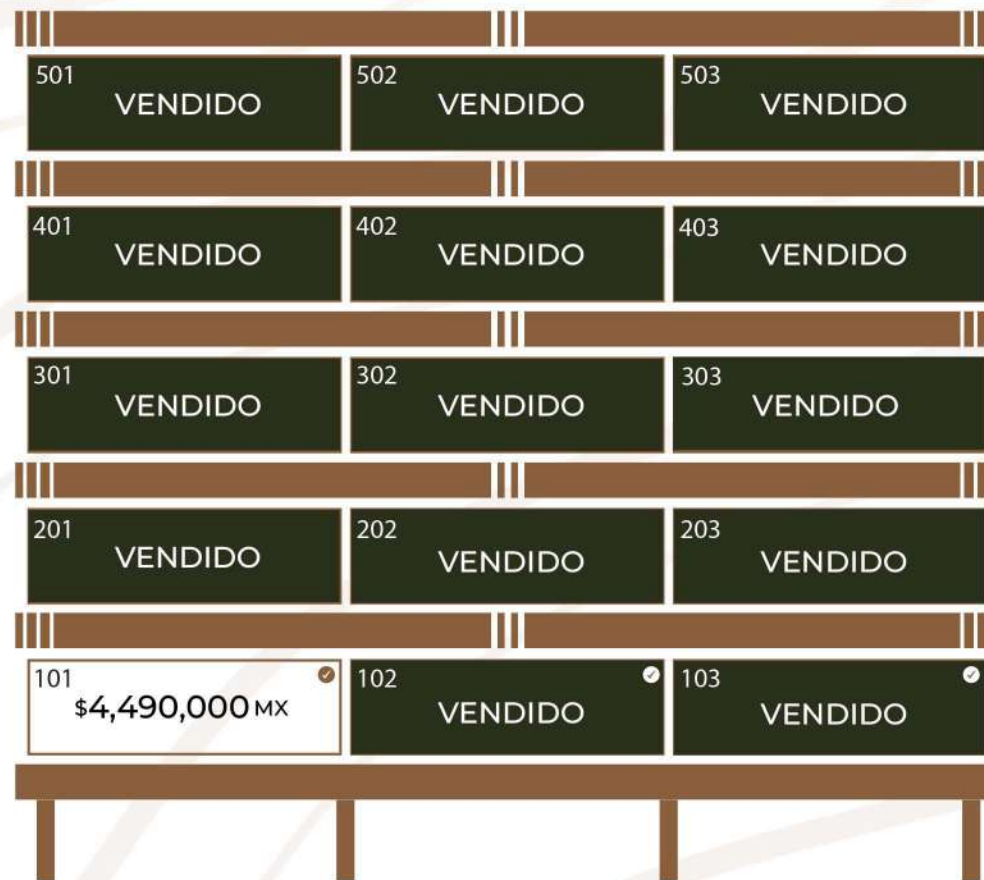 501 VENDIDO
502 VENDIDO
503 VENDIDO
401 VENDIDO
402 VENDIDO
403 VENDIDO
301 VENDIDO
302 VENDIDO
303 VENDIDO
201 VENDIDO
202 VENDIDO
203 VENDIDO
101 $4,490,000 MX
102 VENDIDO
103 VENDIDO